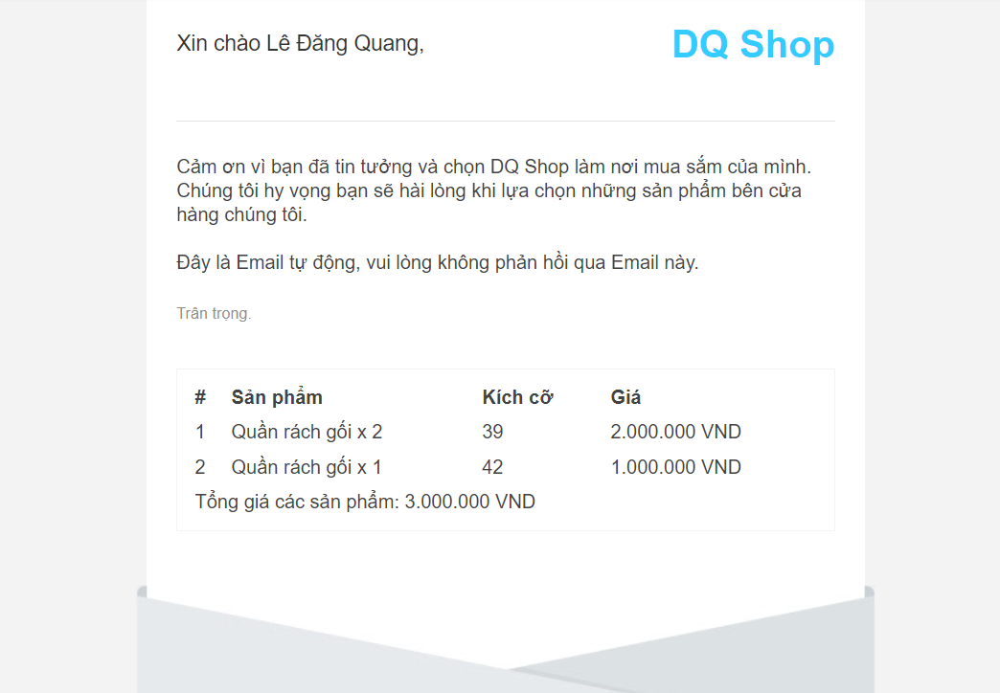 Xin chào Lê Đăng Quang,
DQ Shop
Cảm ơn vì bạn đã tin tưởng và chọn DQ Shop làm nơi mua sắm của mình.
Chúng tôi hy vọng bạn sẽ hài lòng khi lựa chọn những sản phẩm bên cửa
hàng chúng tôi.
Đây là Email tự động, vui lòng không phản hồi qua Email này.
Trân trọng.
# Sản phẩm Kích cỡ Giá
1 Quần rách gối x 2 39 2.000.000 VND
2 Quần rách gối x 1 42 1.000.000 VND
Tổng giá các sản phẩm: 3.000.000 VND